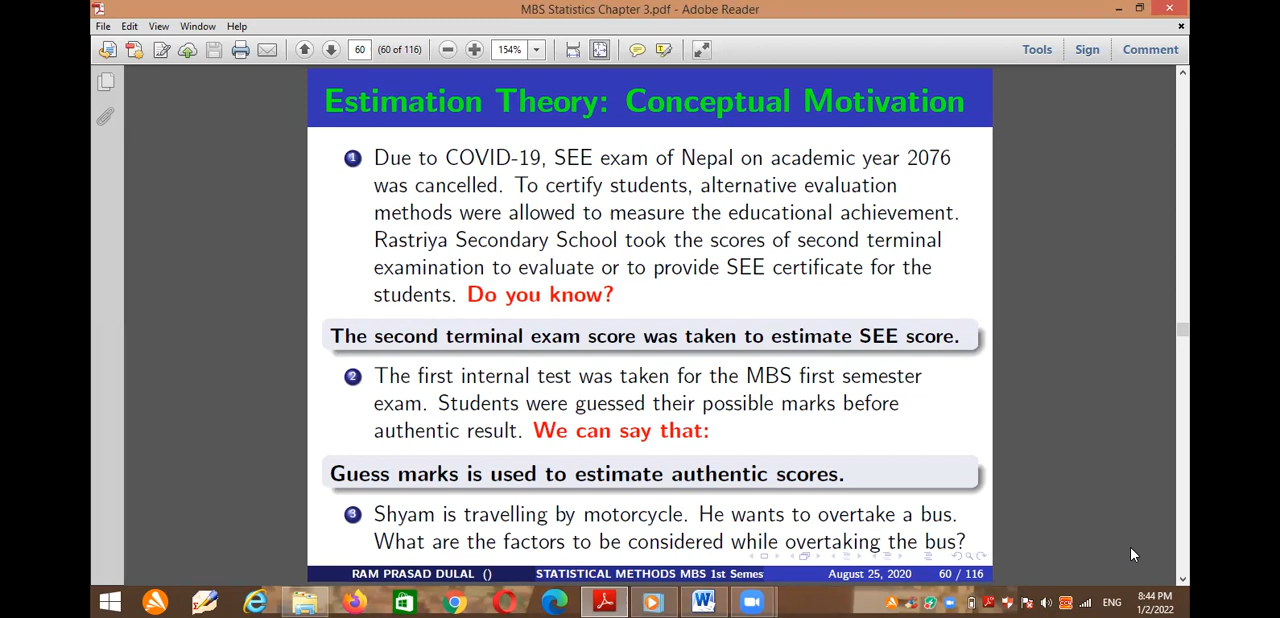 MBS Statistics Chapter 3.pdf - Adobe Reader
File Edit View Window Help
60 (60 of 116) 154% Tools Sign Comment
Estimation Theory: Conceptual Motivation
1 Due to COVID-19, SEE exam of Nepal on academic year 2076
was cancelled. To certify students, alternative evaluation
methods were allowed to measure the educational achievement.
Rastriya Secondary School took the scores of second terminal
examination to evaluate or to provide SEE certificate for the
students. Do you know?
The second terminal exam score was taken to estimate SEE score.
2 The first internal test was taken for the MBS first semester
exam. Students were guessed their possible marks before
authentic result. We can say that:
Guess marks is used to estimate authentic scores.
3 Shyam is travelling by motorcycle. He wants to overtake a bus.
What are the factors to be considered while overtaking the bus?
RAM PRASAD DULAL () STATISTICAL METHODS MBS 1st Semes August 25, 2020 60 / 116
ENG 8:44 PM
1/2/2022